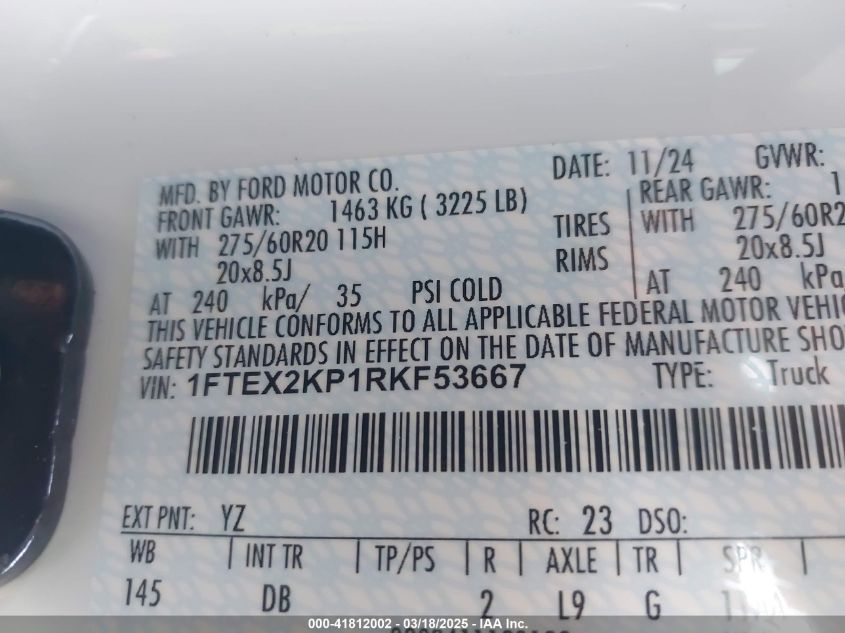 MFD. BY FORD MOTOR CO. DATE: 11/24 GVWR:
FRONT GAWR: 1463 KG ( 3225 LB) REAR GAWR: 1
WITH 275/60R20 115H TIRES WITH 275/60R2
20x8.5J RIMS 20x8.5J
AT 240 kPa/ 35 PSI COLD AT 240 kPa
THIS VEHICLE CONFORMS TO ALL APPLICABLE FEDERAL MOTOR VEHIC
SAFETY STANDARDS IN EFFECT ON THE DATE OF MANUFACTURE SHO
VIN: 1FTEX2KP1RKF53667 TYPE: Truck
EXT PNT: YZ RC: 23 DSO:
WB INT TR TP/PS R AXLE TR SPR
145 DB 2 L9 G
000-41812002 - 03/18/2025 - © IAA, Inc.